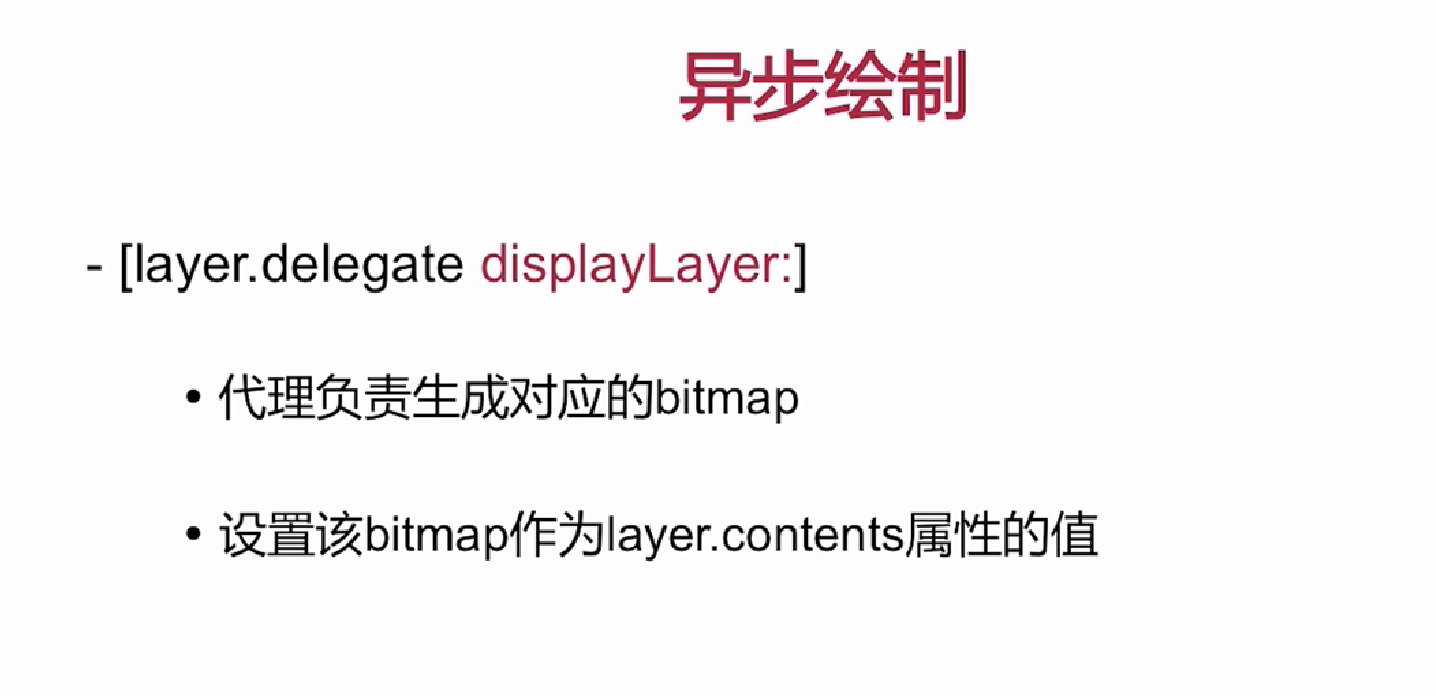 异步绘制
- [layer.delegate displayLayer:]
• 代理负责生成对应的bitmap
• 设置该bitmap作为layer.contents属性的值